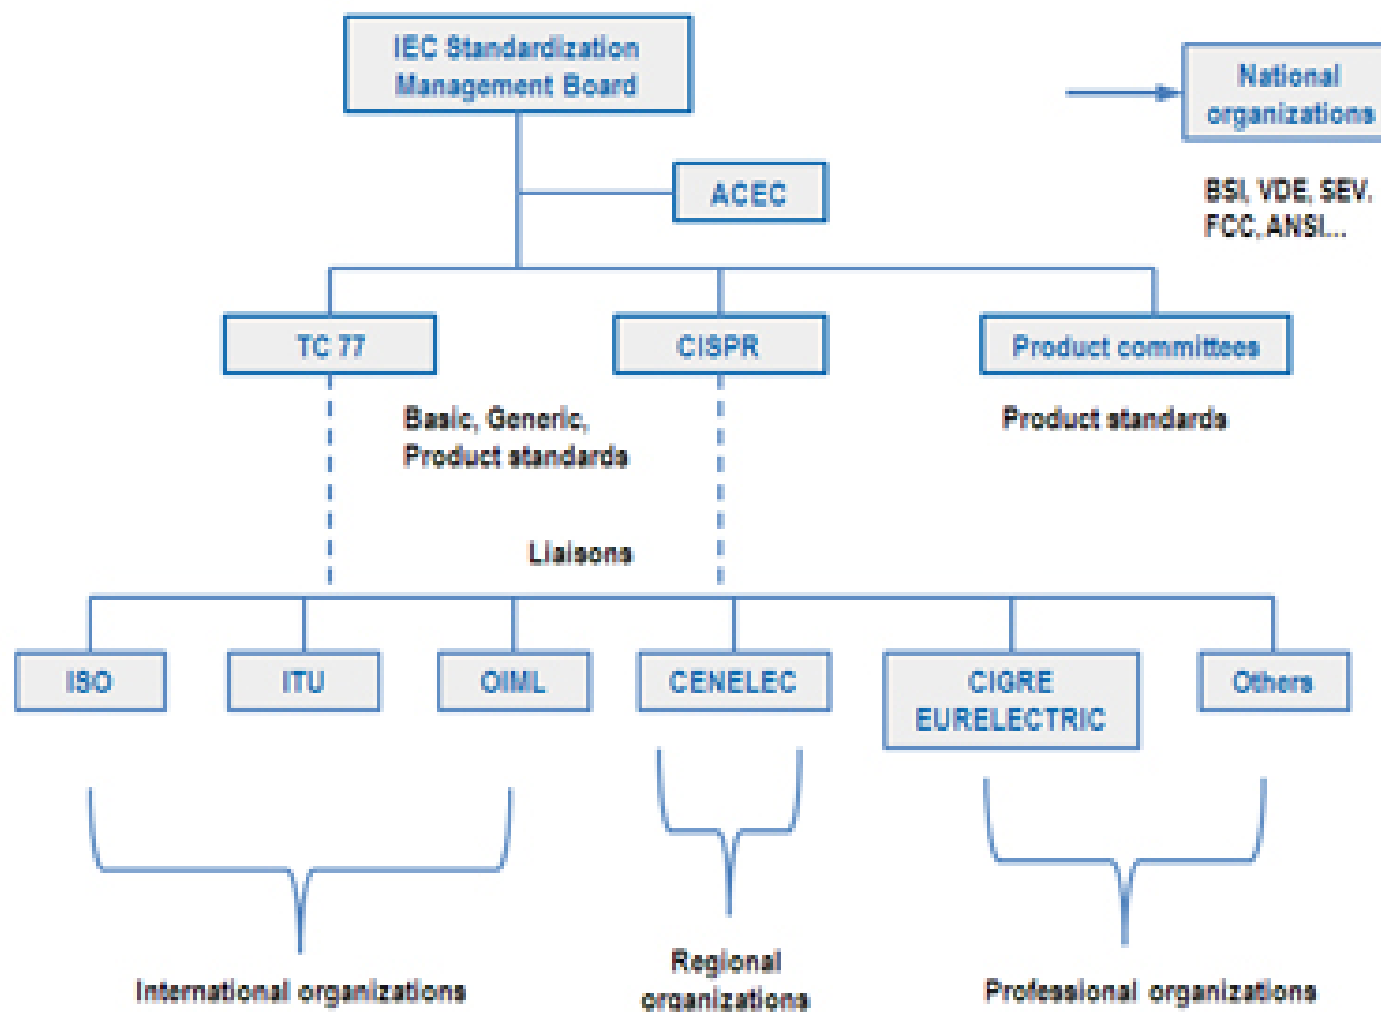 IEC Standardization
Management Board
National
organizations
ACEC
BSI, VDE, SEV.
FCC, ANSI...
TC 77
CISPR
Product committees
Basic, Generic,
Product standards
Product standards
Liaisons
ISO
ITU
OIML
CENELEC
CIGRE
EURELECTRIC
Others
International organizations
Regional
organizations
Professional organizations